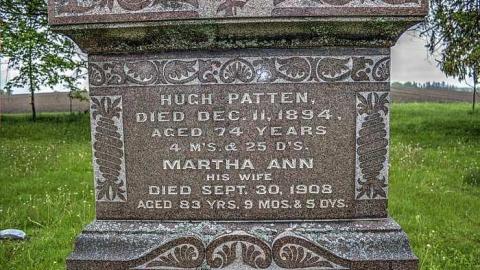 HUGH PATTEN,
DIED DEC. 11, 1894,
AGED 74 YEARS
4 M'S. & 25 D'S.
MARTHA ANN
HIS WIFE
DIED SEPT. 30, 1908
AGED 83 YRS. 9 MOS. & 5 DYS.